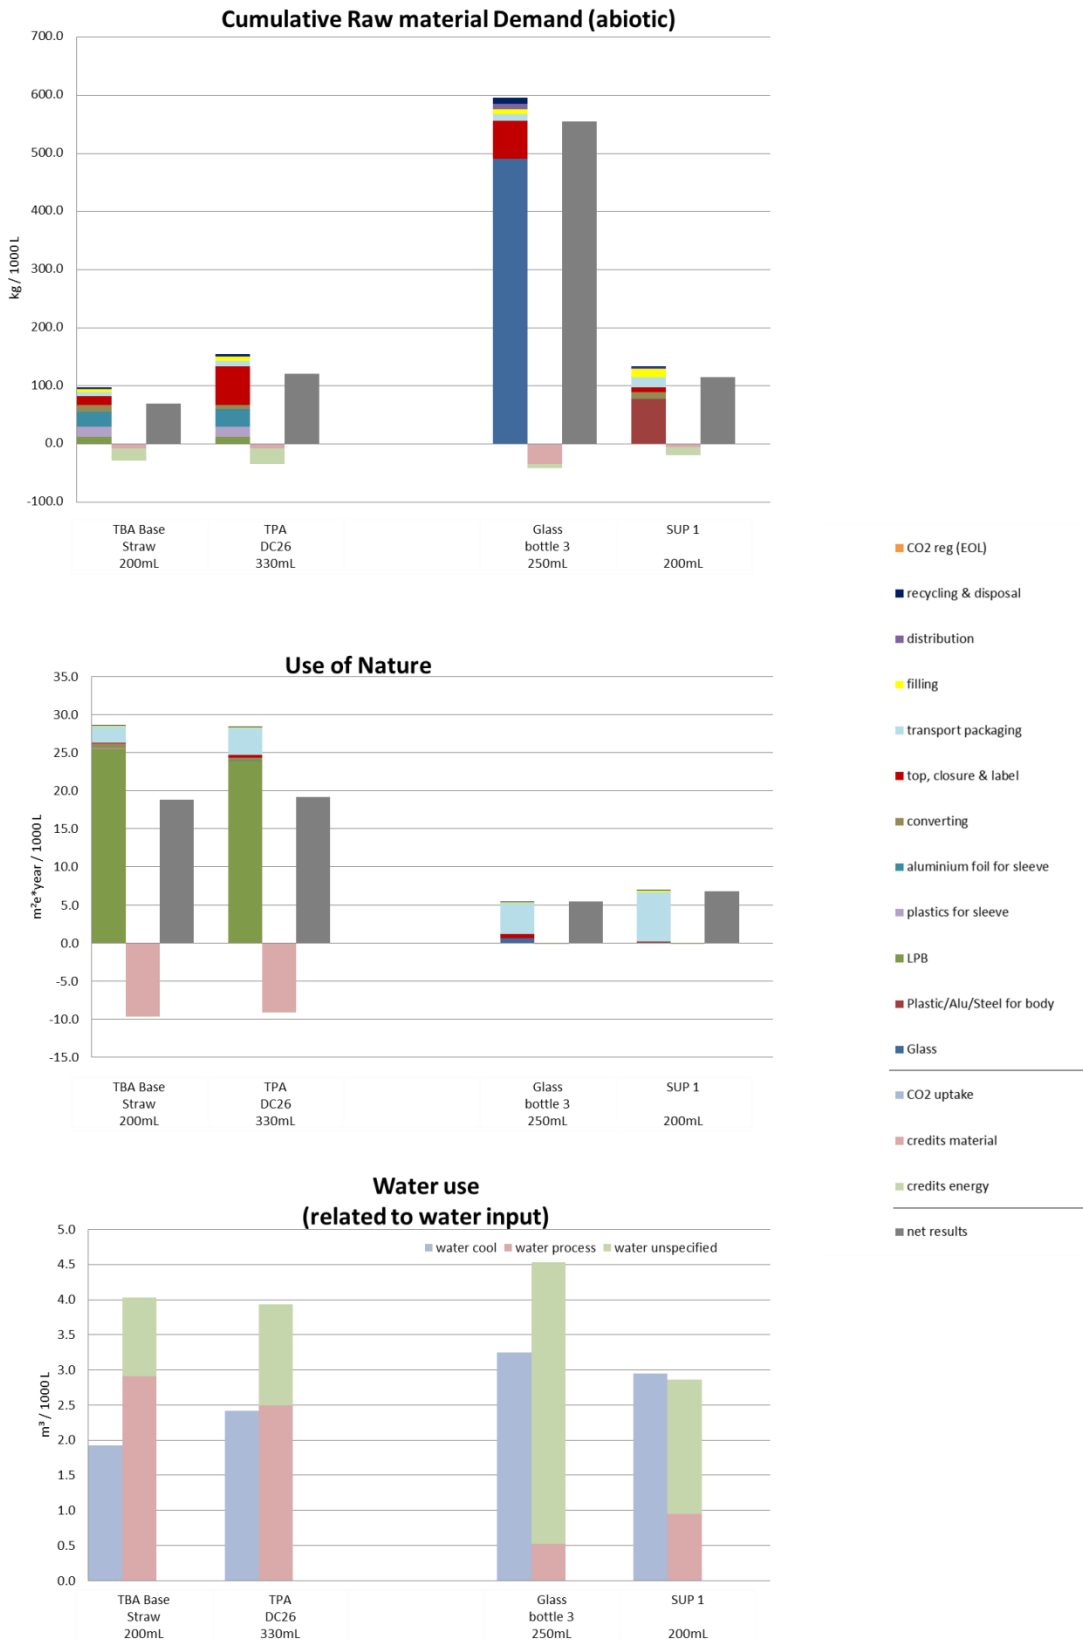 Cumulative Raw material Demand (abiotic)
700.0
600.0
500.0
400.0
300.0
200.0
100.0
0.0
-100.0
kg / 1000 L
TBA Base
Straw
200mL
TPA
DC26
330mL
Glass
bottle 3
250mL
SUP 1
200mL
Use of Nature
35.0
30.0
25.0
20.0
15.0
10.0
5.0
0.0
-5.0
-10.0
-15.0
m²e*year / 1000 L
TBA Base
Straw
200mL
TPA
DC26
330mL
Glass
bottle 3
250mL
SUP 1
200mL
Water use
(related to water input)
water cool water process water unspecified
5.0
4.5
4.0
3.5
3.0
2.5
2.0
1.5
1.0
0.5
0.0
m³ / 1000 L
TBA Base
Straw
200mL
TPA
DC26
330mL
Glass
bottle 3
250mL
SUP 1
200mL
CO2 reg (EOL)
recycling & disposal
distribution
filling
transport packaging
top, closure & label
converting
aluminium foil for sleeve
plastics for sleeve
LPB
Plastic/Alu/Steel for body
Glass
CO2 uptake
credits material
credits energy
net results